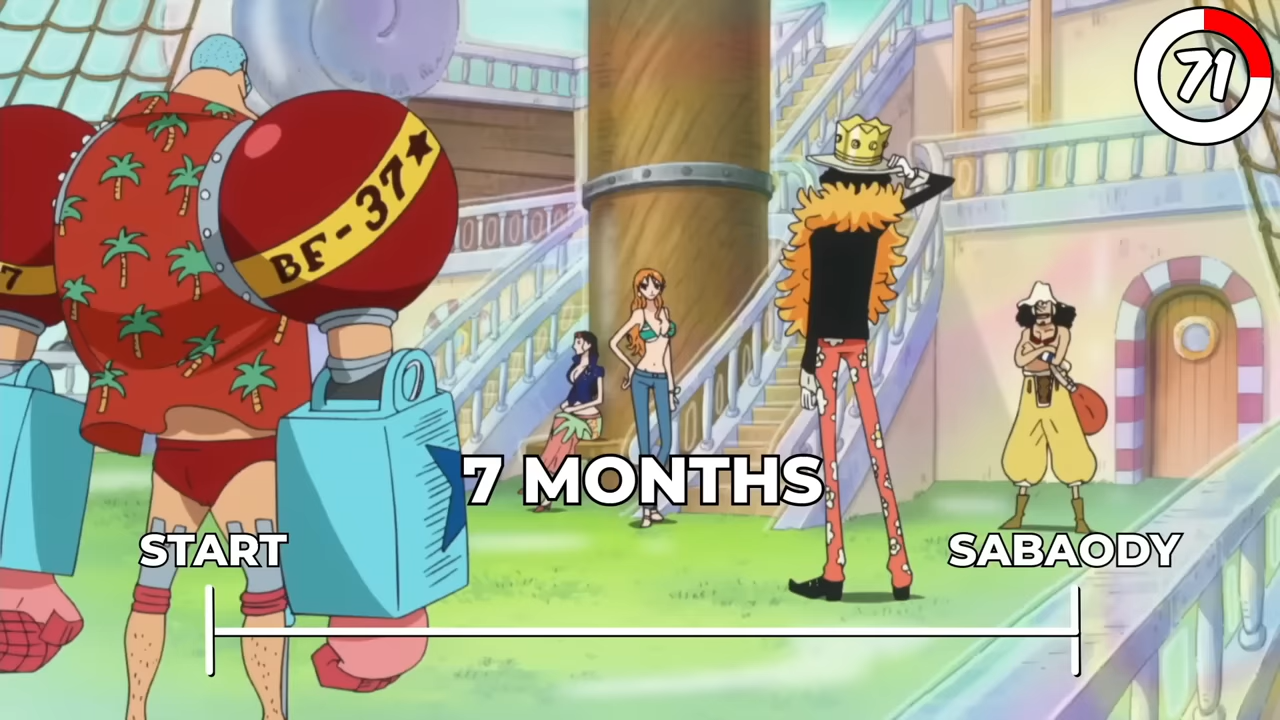 71
BF-37★
7
7 MONTHS
START
SABAODY